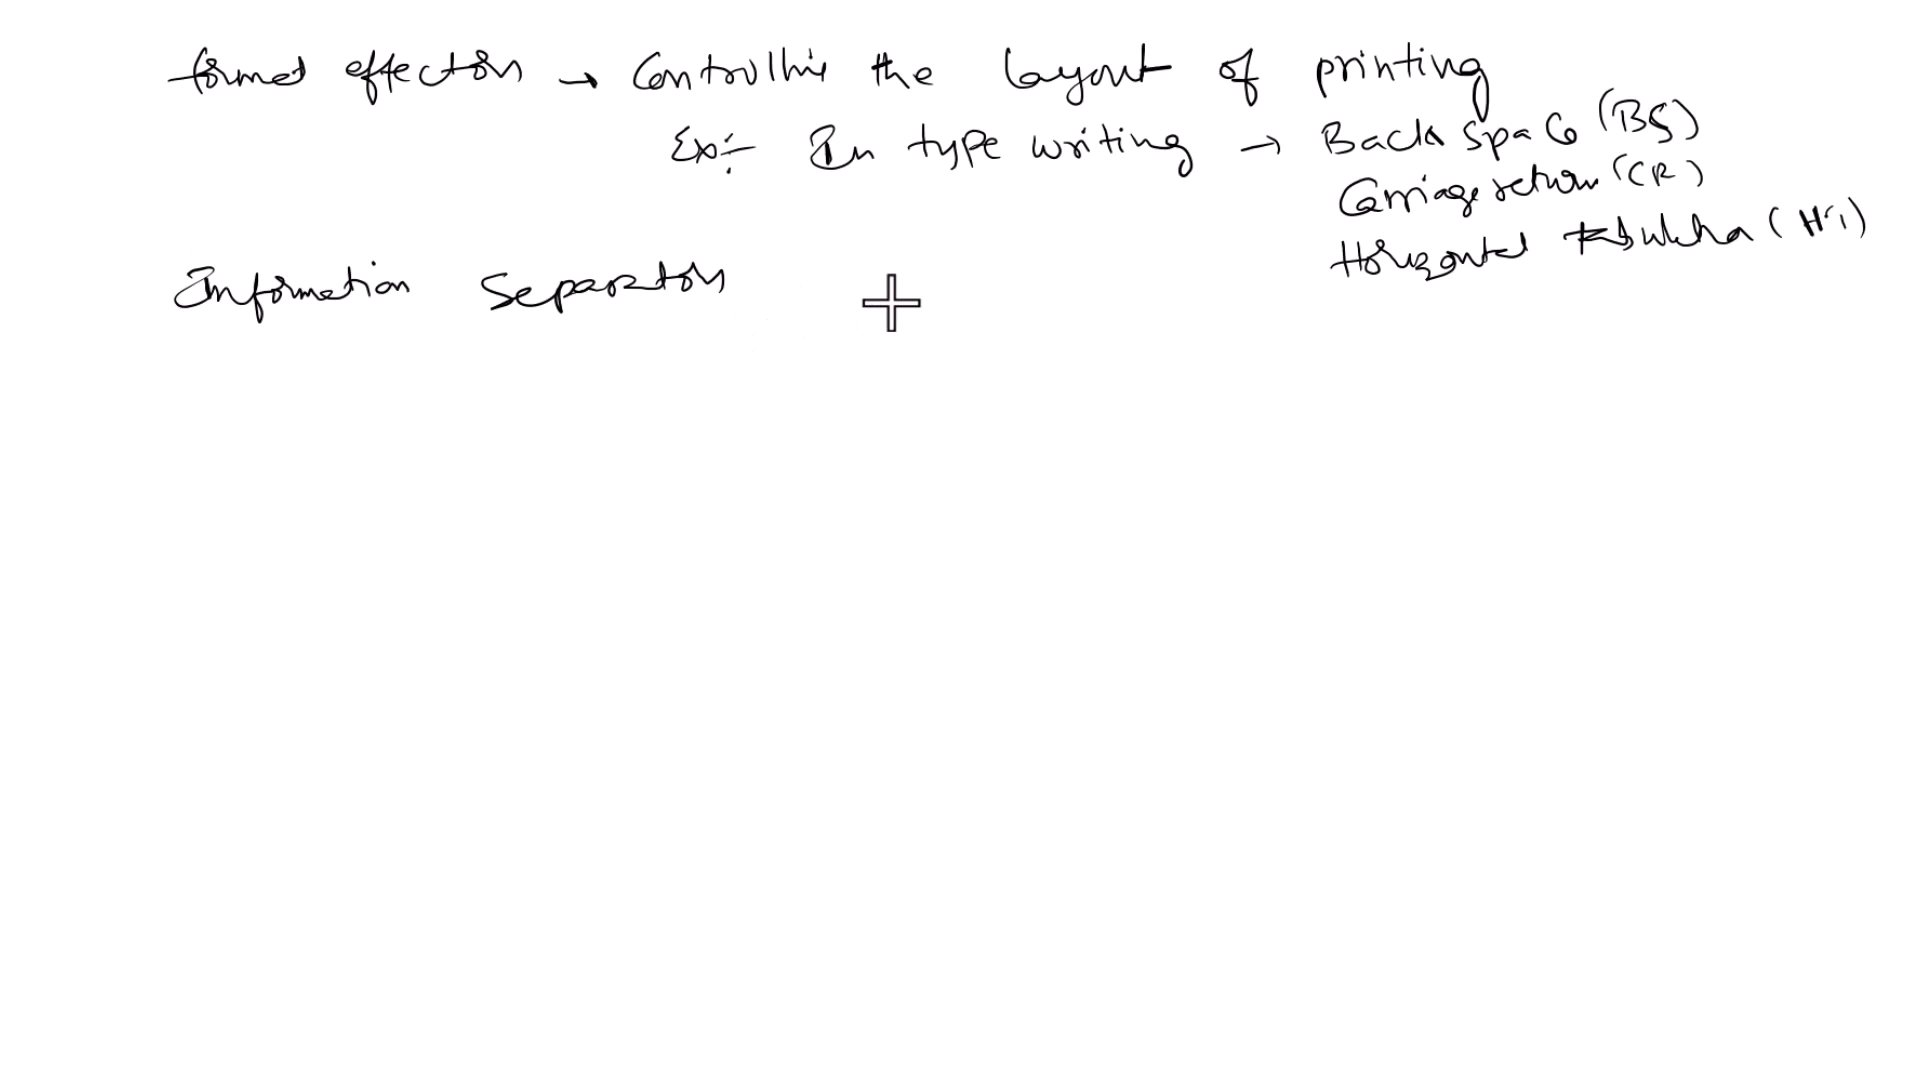 format effectors → Controlling the layout of printing
Ex:- In type writing → Back space (BS)
Carriage return (CR)
Horizontal (HT)
Information separators